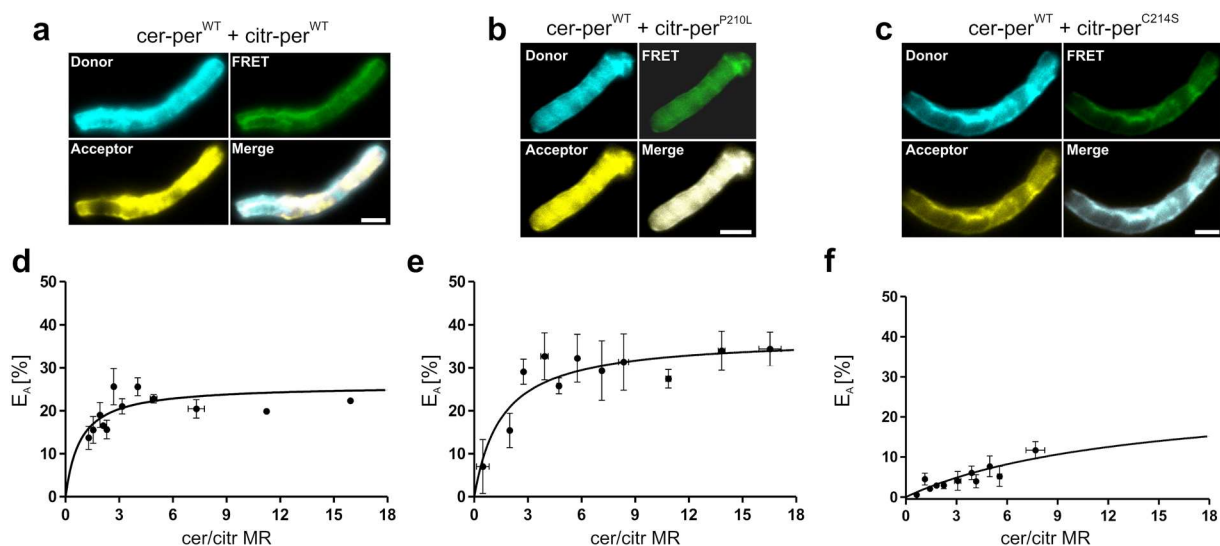 a
cer-per^WT + citr-per^WT
Donor
FRET
Acceptor
Merge
b
cer-per^WT + citr-per^P210L
Donor
FRET
Acceptor
Merge
c
cer-per^WT + citr-per^C214S
Donor
FRET
Acceptor
Merge
d
50
40
30
20
10
0
E_A [%]
0 3 6 9 12 15 18
cer/citr MR
e
50
40
30
20
10
0
E_A [%]
0 3 6 9 12 15 18
cer/citr MR
f
50
40
30
20
10
0
E_A [%]
0 3 6 9 12 15 18
cer/citr MR